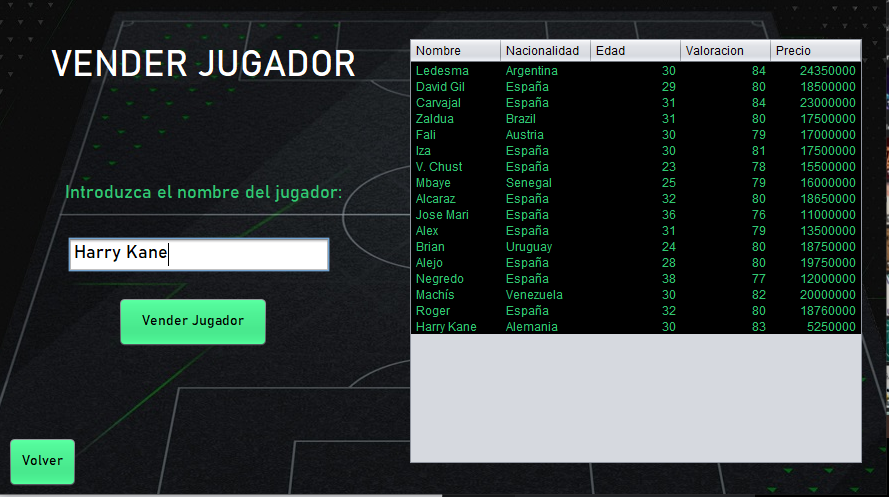 VENDER JUGADOR
Introduzca el nombre del jugador:
Harry Kane
Vender Jugador
Volver
Nombre Nacionalidad Edad Valoracion Precio
Ledesma Argentina 30 84 24350000
David Gil España 29 80 18500000
Carvajal España 31 84 23000000
Zaldua Brazil 31 80 17500000
Fali Austria 30 79 17000000
Iza España 30 81 17500000
V. Chust España 23 78 15500000
Mbaye Senegal 25 79 16000000
Alcaraz España 32 80 18650000
Jose Mari España 36 76 11000000
Alex España 31 79 13500000
Brian Uruguay 24 80 18750000
Alejo España 28 80 19750000
Negredo España 38 77 12000000
Machís Venezuela 30 82 20000000
Roger España 32 80 18760000
Harry Kane Alemania 30 83 5250000